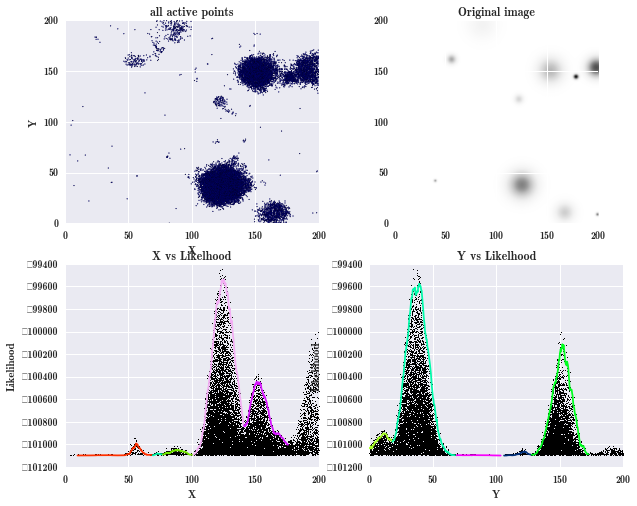 all active points
Original image
200
150
100
50
0
Y
0 50 100 150 200
X
200
150
100
50
0
0 50 100 150 200
X vs Likelhood
Y vs Likelhood
□99400
□99600
□99800
□100000
□100200
□100400
□100600
□100800
□101000
□101200
Likelihood
0 50 100 150 200
X
□99400
□99600
□99800
□100000
□100200
□100400
□100600
□100800
□101000
□101200
0 50 100 150 200
Y